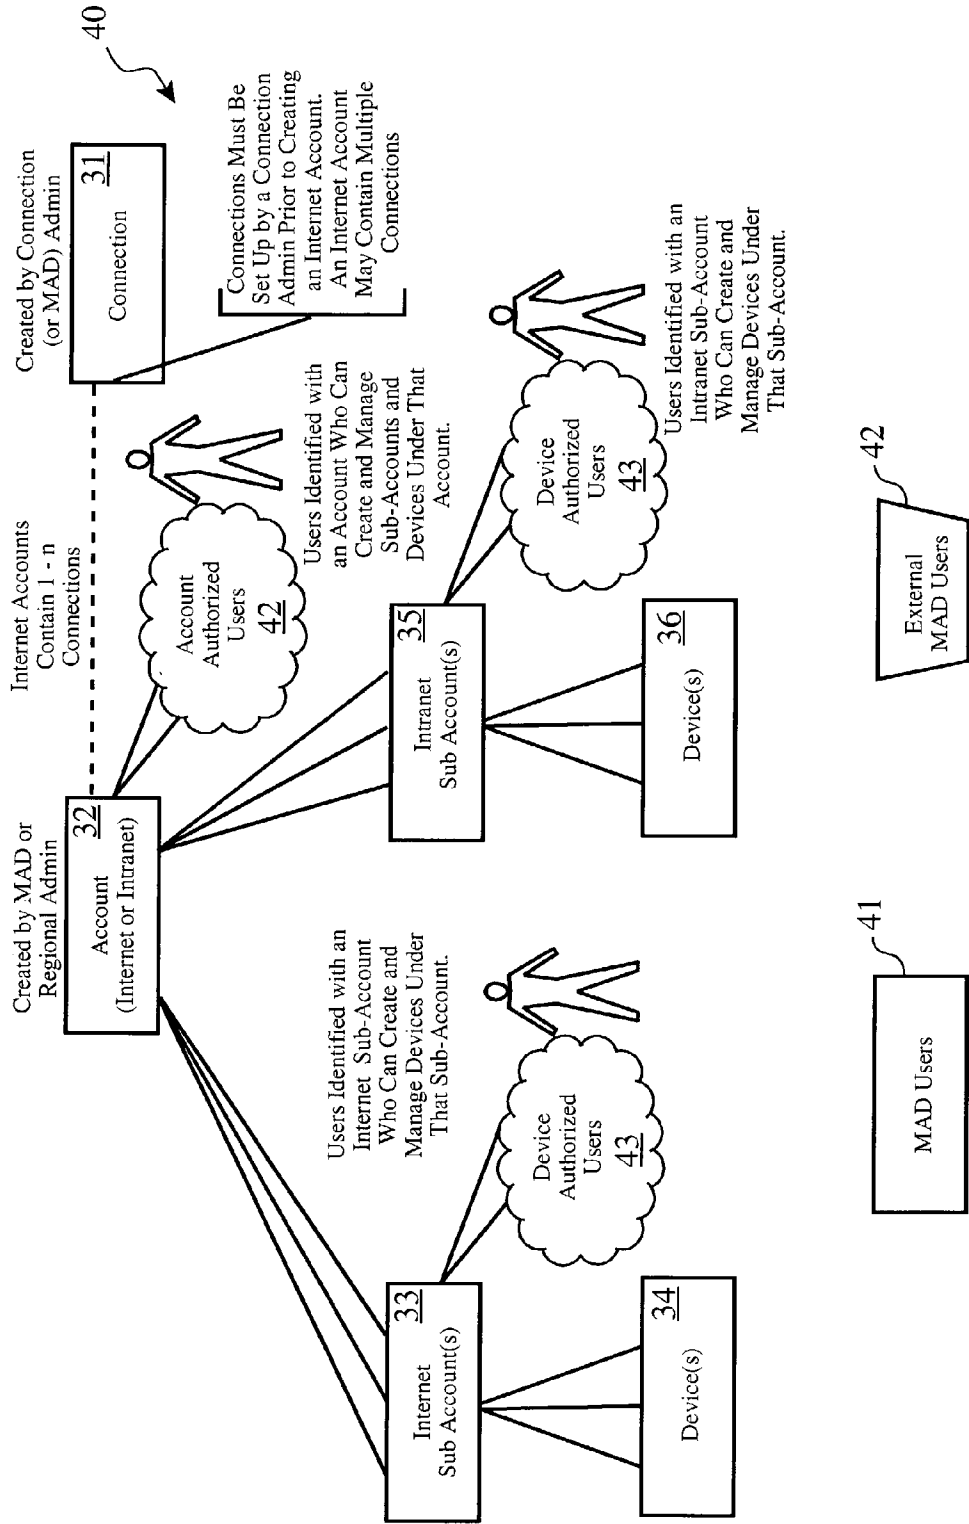 40
Created by Connection
(or MAD) Admin
31
Connection
Connections Must Be
Set Up by a Connection
Admin Prior to Creating
an Internet Account.
An Internet Account
May Contain Multiple
Connections
Internet Accounts
Contain 1 - n
Connections
Created by MAD or
Regional Admin
32
Account
(Internet or Intranet)
Account
Authorized
Users
42
Users Identified with
an Account Who Can
Create and Manage
Sub-Accounts and
Devices Under That
Account.
33
Internet
Sub Account(s)
Device
Authorized
Users
43
Users Identified with an
Internet Sub-Account
Who Can Create and
Manage Devices Under
That Sub-Account.
35
Intranet
Sub Account(s)
Device
Authorized
Users
43
Users Identified with an
Intranet Sub-Account
Who Can Create and
Manage Devices Under
That Sub-Account.
34
Device(s)
36
Device(s)
41
MAD Users
42
External
MAD Users